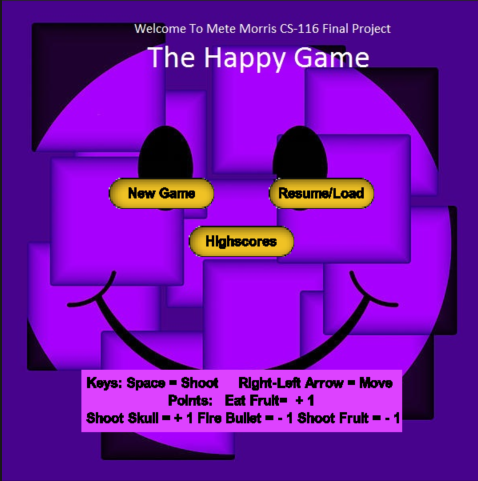 Welcome To Mete Morris CS-116 Final Project
The Happy Game
New Game
Resume/Load
Highscores
Keys: Space = Shoot Right-Left Arrow = Move
Points: Eat Fruit= + 1
Shoot Skull = + 1 Fire Bullet = - 1 Shoot Fruit = - 1